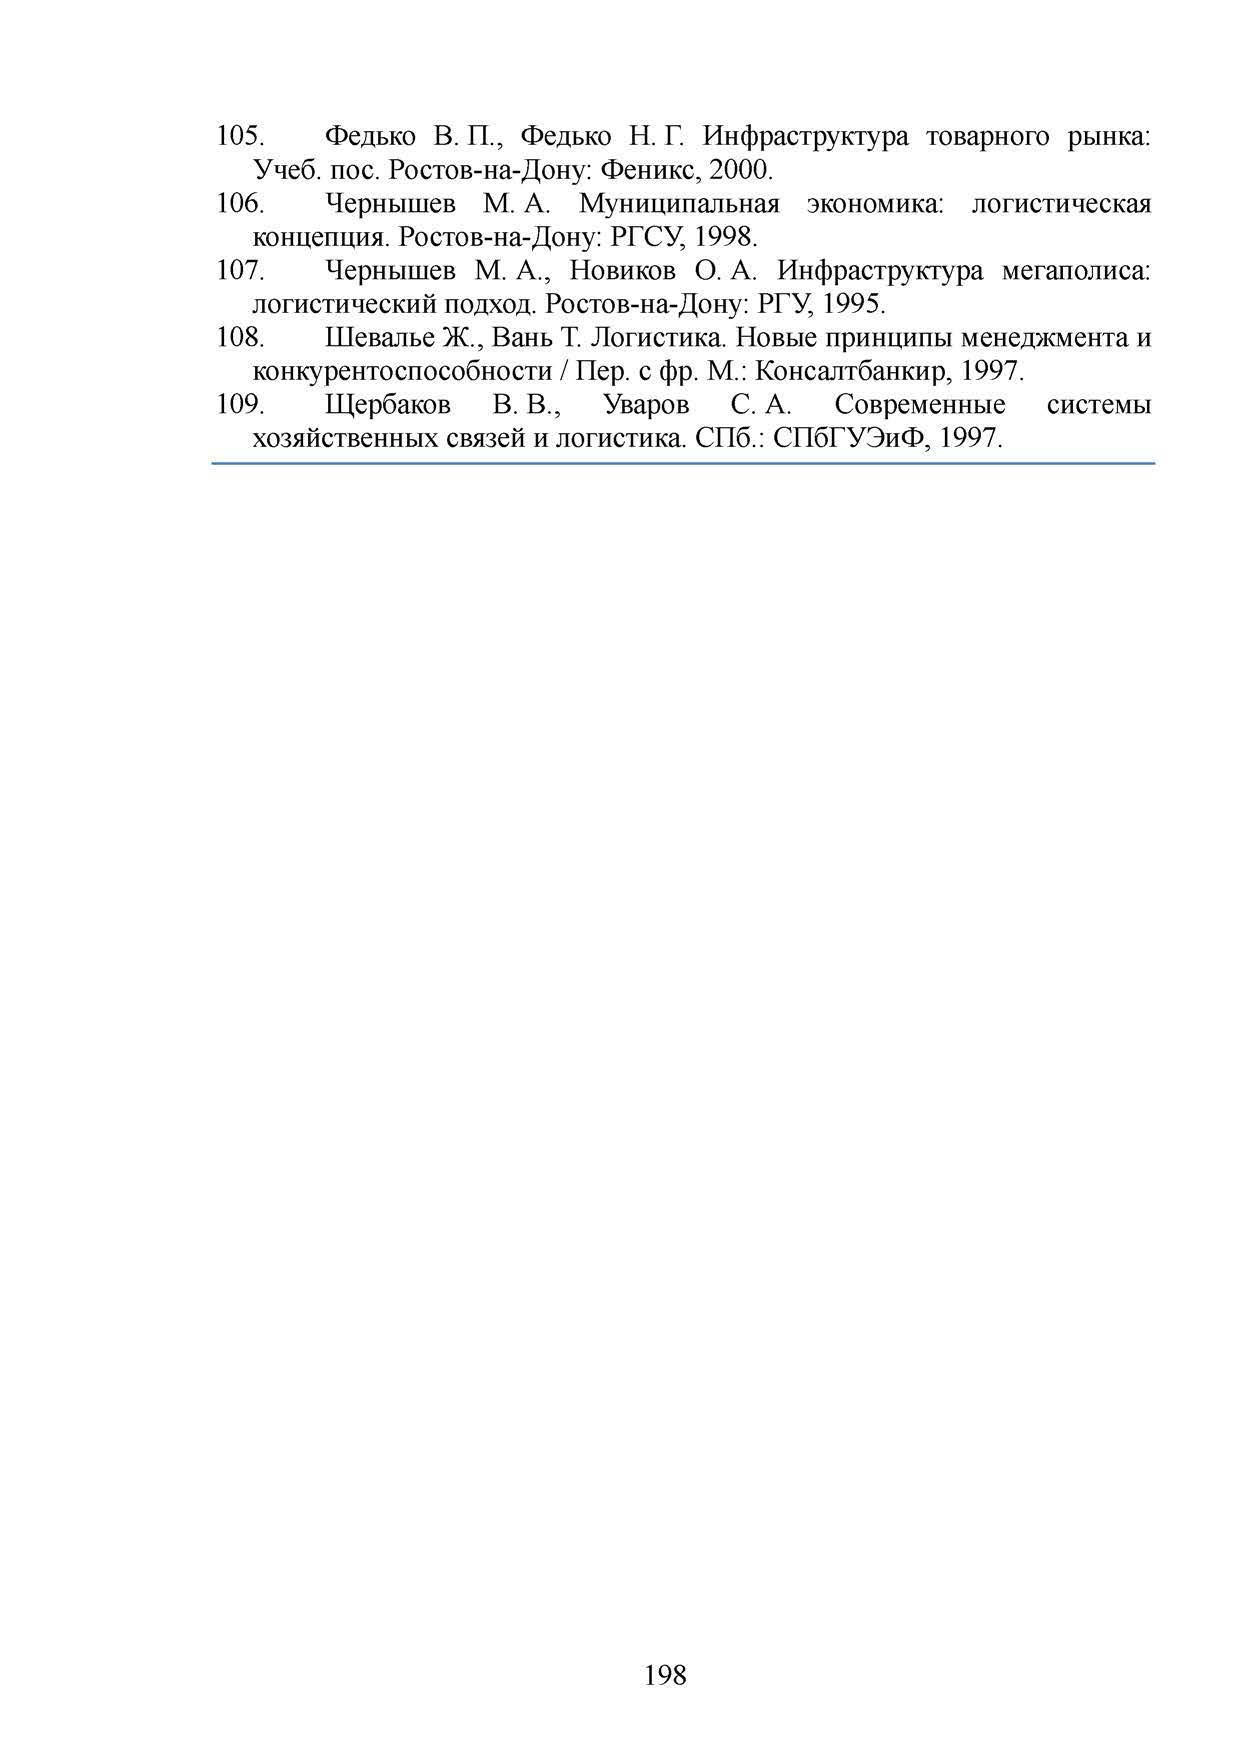 105. Федько В. П., Федько Н. Г. Инфраструктура товарного рынка:
Учеб. пос. Ростов-на-Дону: Феникс, 2000.
106. Чернышев М. А. Муниципальная экономика: логистическая
концепция. Ростов-на-Дону: РГСУ, 1998.
107. Чернышев М. А., Новиков О. А. Инфраструктура мегаполиса:
логистический подход. Ростов-на-Дону: РГУ, 1995.
108. Шевалье Ж., Вань Т. Логистика. Новые принципы менеджмента и
конкурентоспособности / Пер. с фр. М.: Консалтбанкир, 1997.
109. Щербаков В. В., Уваров С. А. Современные системы
хозяйственных связей и логистика. СПб.: СПбГУЭиФ, 1997.
198